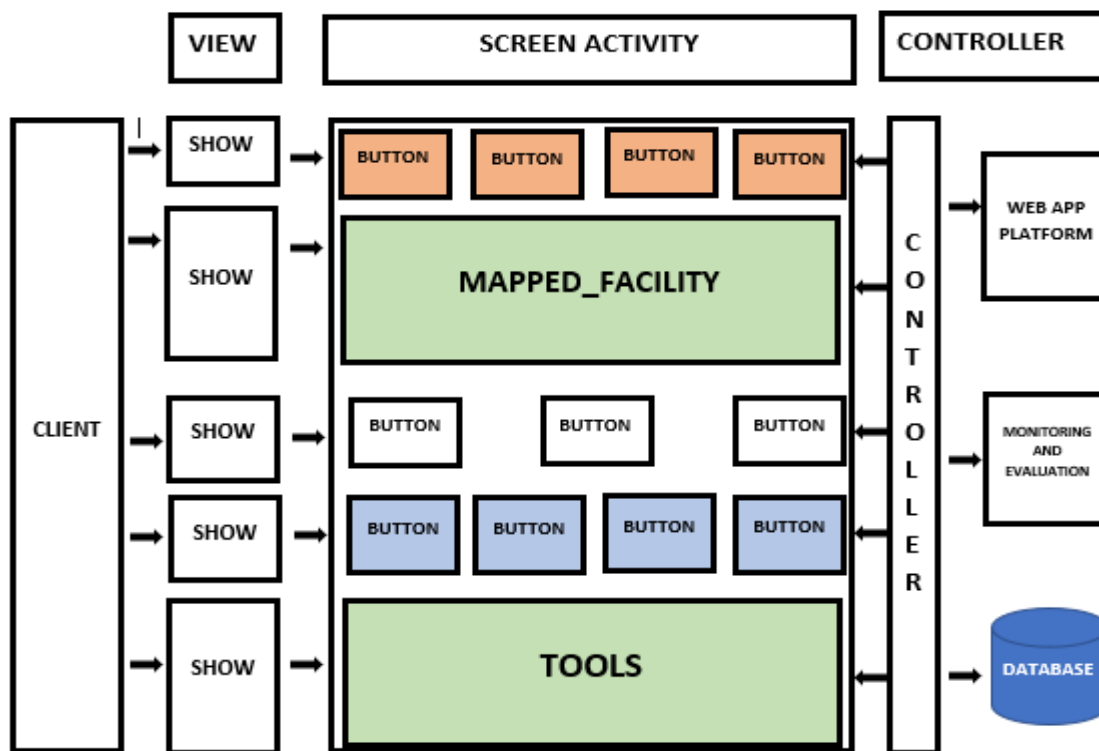 VIEW
SCREEN ACTIVITY
CONTROLLER
CLIENT
SHOW
BUTTON BUTTON BUTTON BUTTON
SHOW
MAPPED_FACILITY
SHOW
BUTTON BUTTON BUTTON
SHOW
BUTTON BUTTON BUTTON BUTTON
SHOW
TOOLS
CONTROLLER
WEB APP
PLATFORM
MONITORING
AND
EVALUATION
DATABASE